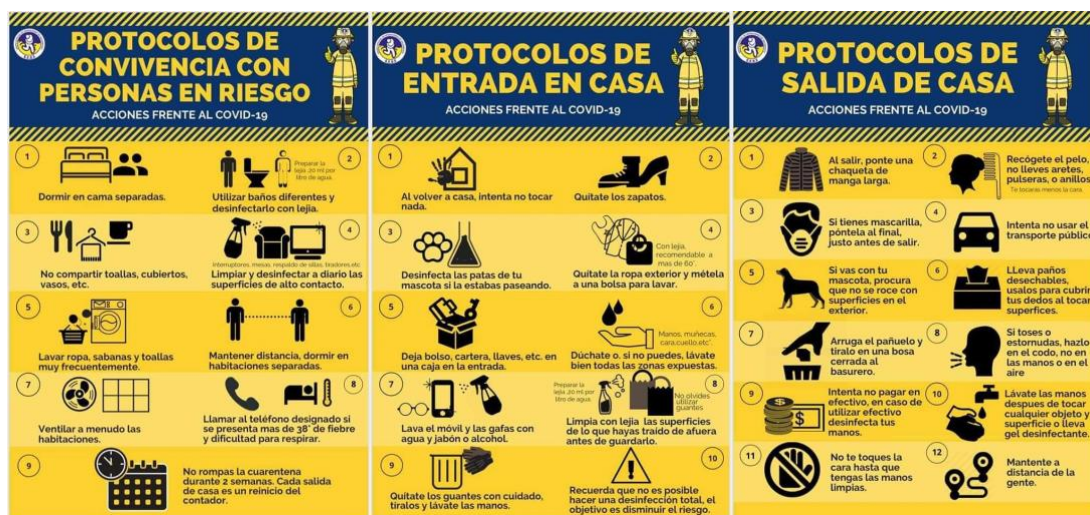 PROTOCOLOS DE
CONVIVENCIA CON
PERSONAS EN RIESGO
ACCIONES FRENTE AL COVID-19
1
Dormir en cama separadas.
2
Preparar la
lejía ,20 ml por
litro de agua.
Utilizar baños diferentes y
desinfectarlo con lejia.
3
No compartir toallas, cubiertos,
vasos, etc.
4
Interruptores, mesas, respaldo de sillas, tiradores,etc
Limpiar y desinfectar a diario las
superficies de alto contacto.
5
Lavar ropa, sabanas y toallas
muy frecuentemente.
6
Mantener distancia, dormir en
habitaciones separadas.
7
Ventilar a menudo las
habitaciones.
8
Llamar al teléfono designado si
se presenta mas de 38° de fiebre
y dificultad para respirar.
9
No rompas la cuarentena
durante 2 semanas. Cada salida
de casa es un reinicio del
contador.
PROTOCOLOS DE
ENTRADA EN CASA
ACCIONES FRENTE AL COVID-19
1
Al volver a casa, intenta no tocar
nada.
2
Quitate los zapatos.
3
Desinfecta las patas de tu
mascota si la estabas paseando.
4
Con lejia,
recomendable a
mas de 60°.
Quítate la ropa exterior y métela
a una bolsa para lavar.
5
Deja bolso, cartera, llaves, etc. en
una caja en la entrada.
6
Manos, muñecas,
cara,cuello,etc".
Dúchate o, si no puedes, lávate
bien todas las zonas expuestas.
7
Lava el móvil y las gafas con
agua y jabón o alcohol.
8
Preparar la
lejía ,20 ml por
litro de agua.
No olvides
utilizar
guantes
Limpia con lejia las superficies
de lo que hayas traído de afuera
antes de guardarlo.
9
Quítate los guantes con cuidado,
tíralos y lávate las manos.
10
Recuerda que no es posible
hacer una desinfección total, el
objetivo es disminuir el riesgo.
PROTOCOLOS DE
SALIDA DE CASA
ACCIONES FRENTE AL COVID-19
1
Al salir, ponte una
chaqueta de
manga larga.
2
Recógete el pelo,
no lleves aretes,
pulseras, o anillos
Te tocaras menos la cara.
3
Si tienes mascarilla,
póntela al final,
justo antes de salir.
4
Intenta no usar el
transporte público
5
Si vas con tu
mascota, procura
que no se roce con
superficies en el
exterior.
6
LLeva paños
desechables,
usalos para cubrir
tus dedos al tocar
superfices.
7
Arruga el pañuelo y
tiralo en una bosa
cerrada al
basurero.
8
Si toses o
estornudas, hazlo
en el codo, no en
las manos o en el
aire
9
Intenta no pagar en
efectivo, en caso de
utilizar efectivo
desinfecta tus
manos.
10
Lávate las manos
despues de tocar
cualquier objeto y
superficie o lleva
gel desinfectante.
11
No te toques la
cara hasta que
tengas las manos
limpias.
12
Mantente a
distancia de la
gente.